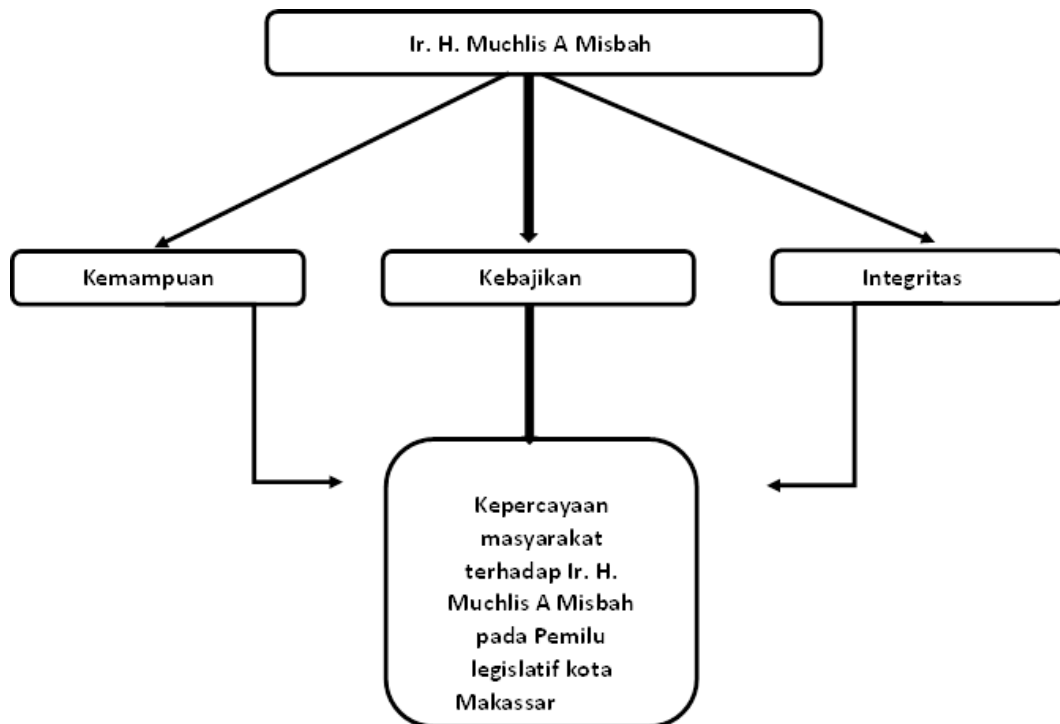 Ir. H. Muchlis A Misbah
Kemampuan
Kebajikan
Integritas
Kepercayaan
masyarakat
terhadap Ir. H.
Muchlis A Misbah
pada Pemilu
legislatif kota
Makassar